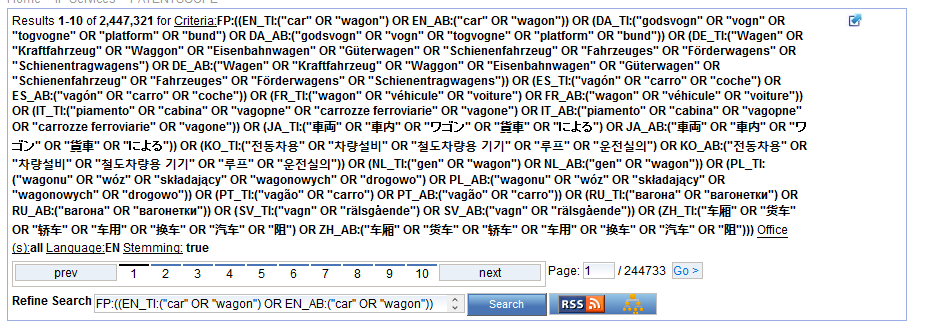 Home IP Services PATENTSCOPE
Results 1-10 of 2,447,321 for Criteria:FP:((EN_TI:("car" OR "wagon") OR EN_AB:("car" OR "wagon")) OR (DA_TI:("godsvogn" OR "vogn" OR
"togvogne" OR "platform" OR "bund") OR DA_AB:("godsvogn" OR "vogn" OR "togvogne" OR "platform" OR "bund")) OR (DE_TI:("Wagen" OR
"Kraftfahrzeug" OR "Waggon" OR "Eisenbahnwagen" OR "Güterwagen" OR "Schienenfahrzeug" OR "Fahrzeuges" OR "Förderwagens" OR
"Schienentragwagens") OR DE_AB:("Wagen" OR "Kraftfahrzeug" OR "Waggon" OR "Eisenbahnwagen" OR "Güterwagen" OR
"Schienenfahrzeug" OR "Fahrzeuges" OR "Förderwagens" OR "Schienentragwagens")) OR (ES_TI:("vagón" OR "carro" OR "coche") OR
ES_AB:("vagón" OR "carro" OR "coche")) OR (FR_TI:("wagon" OR "véhicule" OR "voiture") OR FR_AB:("wagon" OR "véhicule" OR "voiture"))
OR (IT_TI:("piamento" OR "cabina" OR "vagopne" OR "carrozze ferroviarie" OR "vagone") OR IT_AB:("piamento" OR "cabina" OR "vagopne"
OR "carrozze ferroviarie" OR "vagone")) OR (JA_TI:("車両" OR "車内" OR "ワゴン" OR "貨車" OR "Iによる") OR JA_AB:("車両" OR "車内" OR "ワ
ゴン" OR "貨車" OR "Iによる")) OR (KO_TI:("전동차용" OR "차량설비" OR "철도차량용 기기" OR "루프" OR "운전실의") OR KO_AB:("전동차용" OR
"차량설비" OR "철도차량용 기기" OR "루프" OR "운전실의")) OR (NL_TI:("gen" OR "wagon") OR NL_AB:("gen" OR "wagon")) OR (PL_TI:
("wagonu" OR "wóz" OR "składający" OR "wagonowych" OR "drogowo") OR PL_AB:("wagonu" OR "wóz" OR "składający" OR
"wagonowych" OR "drogowo")) OR (PT_TI:("vagão" OR "carro") OR PT_AB:("vagão" OR "carro")) OR (RU_TI:("вагона" OR "вагонетки") OR
RU_AB:("вагона" OR "вагонетки")) OR (SV_TI:("vagn" OR "rälsgående") OR SV_AB:("vagn" OR "rälsgående")) OR (ZH_TI:("车厢" OR "货车"
OR "轿车" OR "车用" OR "换车" OR "汽车" OR "阻") OR ZH_AB:("车厢" OR "货车" OR "轿车" OR "车用" OR "换车" OR "汽车" OR "阻"))) Office
(s):all Language:EN Stemming: true
prev 1 2 3 4 5 6 7 8 9 10 next Page: 1 / 244733 Go >
Refine Search FP:((EN_TI:("car" OR "wagon") OR EN_AB:("car" OR "wagon")) Search RSS